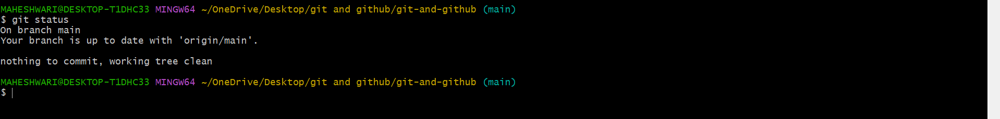 MAHESHWARI@DESKTOP-T1DHC33 MINGW64 ~/OneDrive/Desktop/git and github/git-and-github (main)
$ git status
On branch main
Your branch is up to date with 'origin/main'.
nothing to commit, working tree clean
MAHESHWARI@DESKTOP-T1DHC33 MINGW64 ~/OneDrive/Desktop/git and github/git-and-github (main)
$